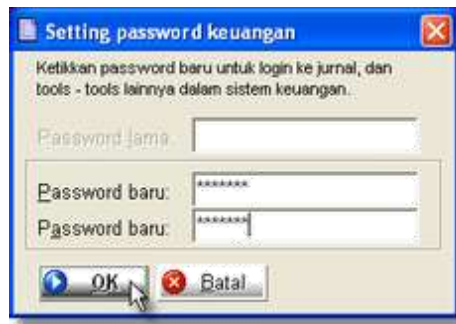 Setting password keuangan
Ketikkan password baru untuk login ke jurnal, dan
tools - tools lainnya dalam sistem keuangan.
Password lama:
Password baru: *******
Password baru: *******
OK Batal